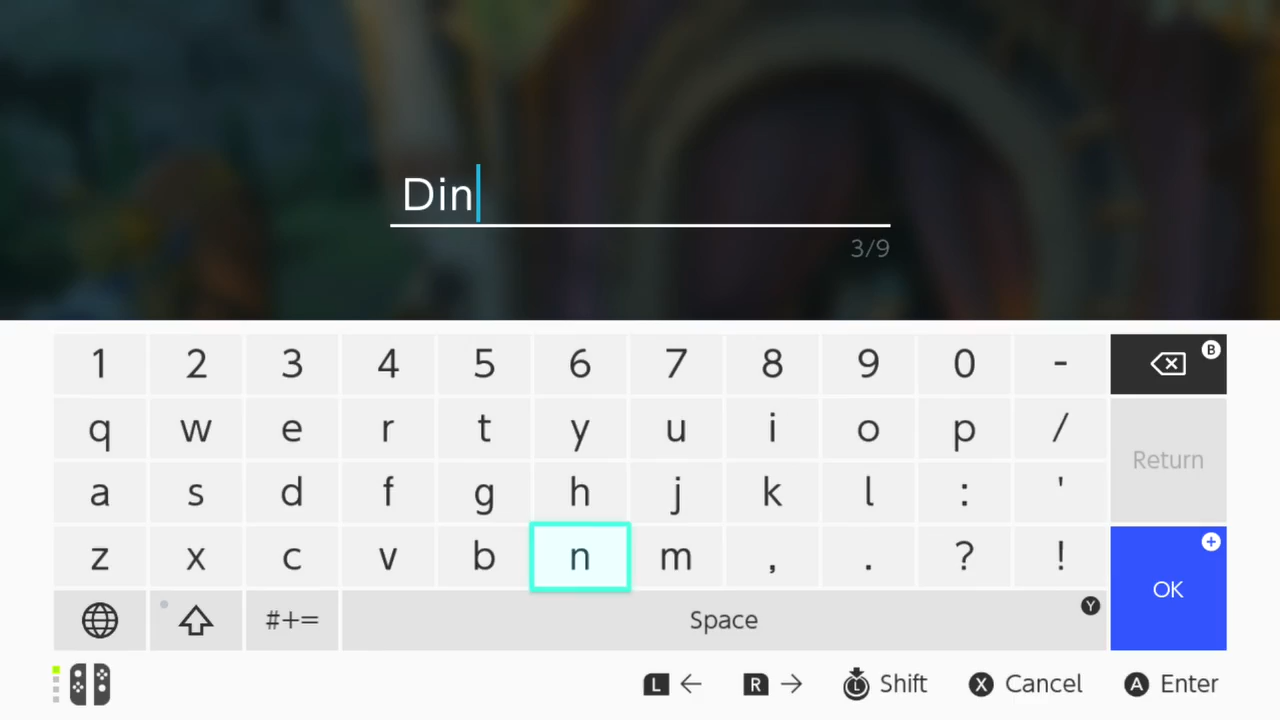 Din
3/9
1 2 3 4 5 6 7 8 9 0 - B
q w e r t y u i o p /
Return
a s d f g h j k l : '
z x c v b n m , . ? ! +
OK
#+= Space Y
L ← R → L Shift X Cancel A Enter